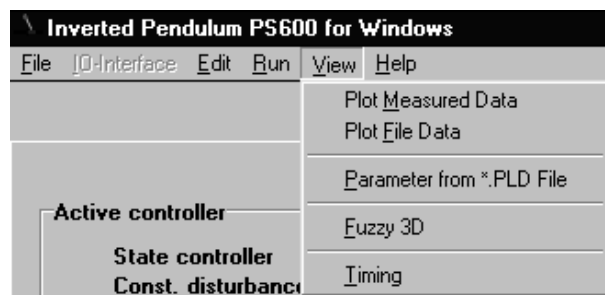 Inverted Pendulum PS600 for Windows
File IO-Interface Edit Run View Help
Plot Measured Data
Plot File Data
Parameter from *.PLD File
Active controller
Fuzzy 3D
State controller
Timing
Const. disturbanc